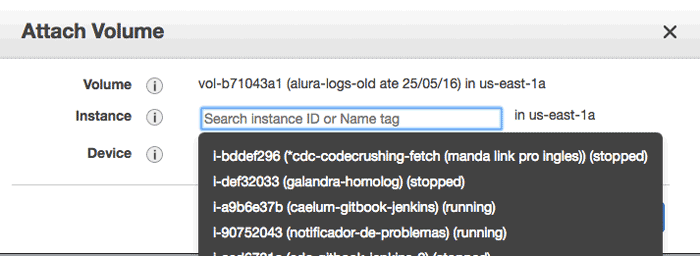 Attach Volume
Volume vol-b71043a1 (alura-logs-old ate 25/05/16) in us-east-1a
Instance Search instance ID or Name tag in us-east-1a
Device
i-bddef296 (*cdc-codecrushing-fetch (manda link pro ingles)) (stopped)
i-def32033 (galandra-homolog) (stopped)
i-a9b6e37b (caelum-gitbook-jenkins) (running)
i-90752043 (notificador-de-problemas) (running)